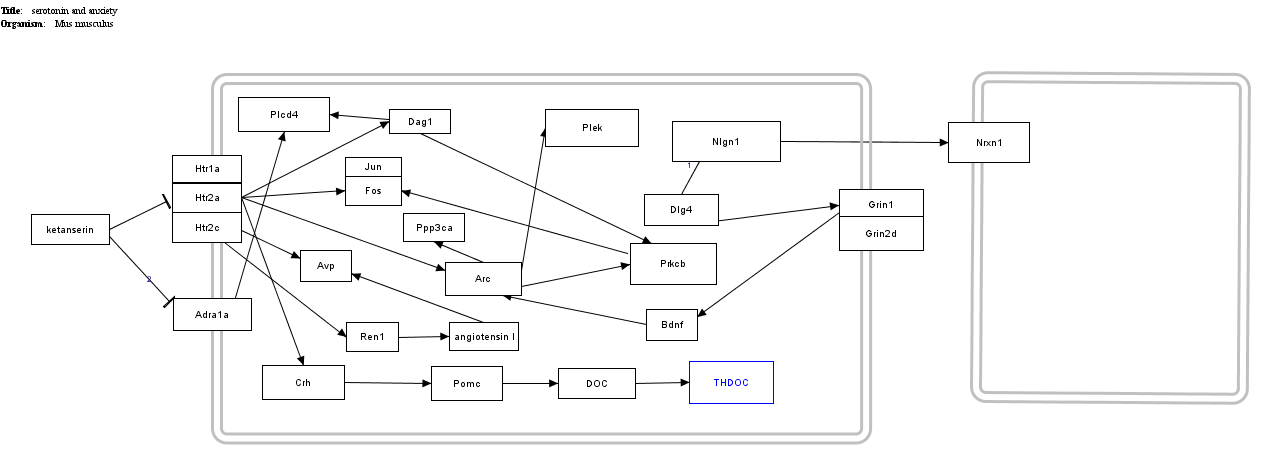 Title: serotonin and anxiety
Organism: Mus musculus
Plcd4
Dag1
Plek
Nlgn1
Nrxn1
Htr1a
Jun
1
Htr2a
Fos
Dlg4
Grin1
ketanserin
Htr2c
Ppp3ca
Grin2d
Avp
Arc
Prkcb
2
Adra1a
Bdnf
Ren1
angiotensin I
Crh
Pomc
DOC
THDOC